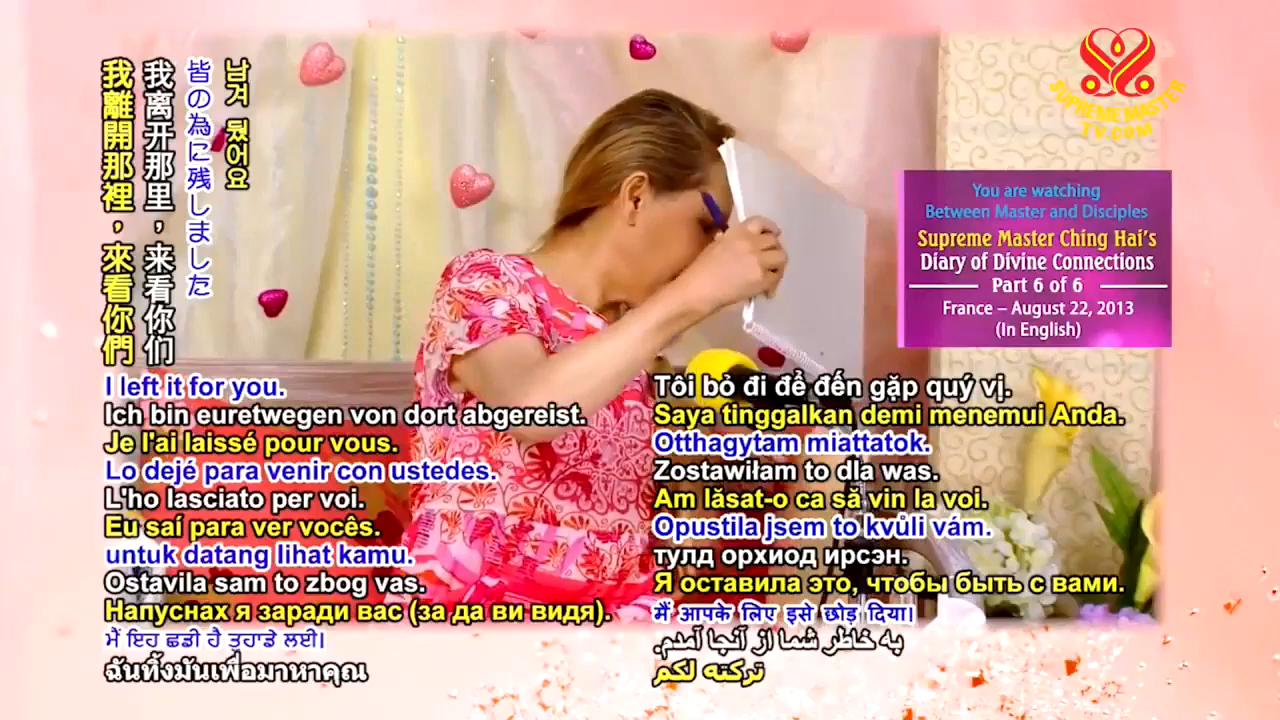 我離開那裡，來看你們
我离开那里，来看你们
皆の為に残しました
남겨 뒀어요
SUPREME MASTER
TV.COM
You are watching
Between Master and Disciples
Supreme Master Ching Hai's
Diary of Divine Connections
Part 6 of 6
France – August 22, 2013
(In English)
I left it for you.
Ich bin euretwegen von dort abgereist.
Je l'ai laissé pour vous.
Lo dejé para venir con ustedes.
L'ho lasciato per voi.
Eu saí para ver vocês.
untuk datang lihat kamu.
Ostavila sam to zbog vas.
Напуснах я заради вас (за да ви видя).
ਮੈਂ ਇਹ ਛਡੀ ਹੈ ਤੁਹਾਡੇ ਲਈ।
ฉันทิ้งมันเพื่อมาหาคุณ
Tôi bỏ đi để đến gặp quý vị.
Saya tinggalkan demi menemui Anda.
Otthagytam miattatok.
Zostawiłam to dla was.
Am lăsat-o ca să vin la voi.
Opustila jsem to kvůli vám.
тулд орхиод ирсэн.
Я оставила это, чтобы быть с вами.
मैं आपके लिए इसे छोड़ दिया।
به خاطر شما از آنجا آمدم.
تركته لكم